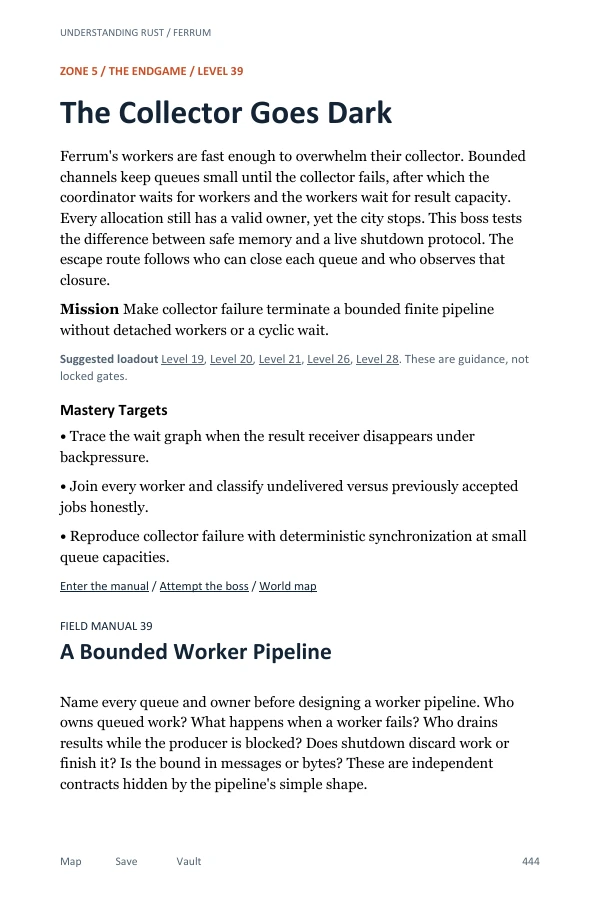 UNDERSTANDING RUST / FERRUM
ZONE 5 / THE ENDGAME / LEVEL 39
The Collector Goes Dark
Ferrum's workers are fast enough to overwhelm their collector. Bounded
channels keep queues small until the collector fails, after which the
coordinator waits for workers and the workers wait for result capacity.
Every allocation still has a valid owner, yet the city stops. This boss tests
the difference between safe memory and a live shutdown protocol. The
escape route follows who can close each queue and who observes that
closure.
Mission Make collector failure terminate a bounded finite pipeline
without detached workers or a cyclic wait.
Suggested loadout Level 19, Level 20, Level 21, Level 26, Level 28. These are guidance, not
locked gates.
Mastery Targets
• Trace the wait graph when the result receiver disappears under
backpressure.
• Join every worker and classify undelivered versus previously accepted
jobs honestly.
• Reproduce collector failure with deterministic synchronization at small
queue capacities.
Enter the manual / Attempt the boss / World map
FIELD MANUAL 39
A Bounded Worker Pipeline
Name every queue and owner before designing a worker pipeline. Who
owns queued work? What happens when a worker fails? Who drains
results while the producer is blocked? Does shutdown discard work or
finish it? Is the bound in messages or bytes? These are independent
contracts hidden by the pipeline's simple shape.
Map Save Vault 444